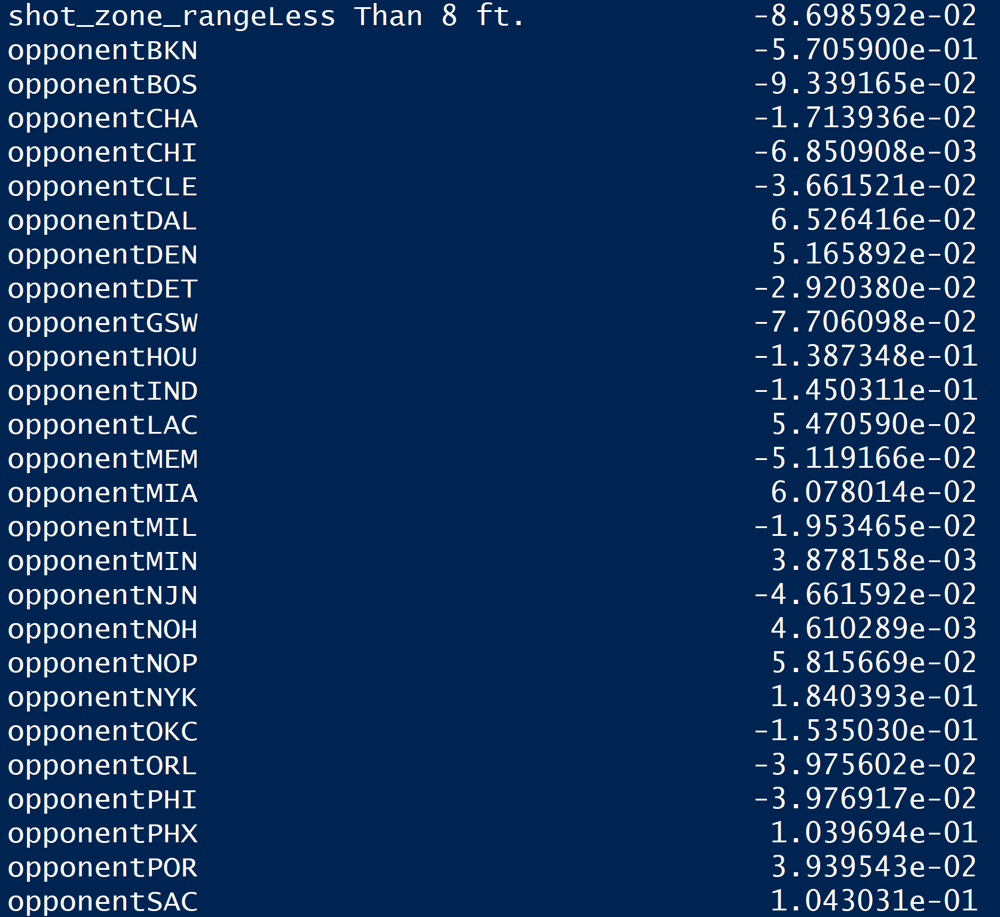 shot_zone_rangeLess Than 8 ft. -8.698592e-02
opponentBKN -5.705900e-01
opponentBOS -9.339165e-02
opponentCHA -1.713936e-02
opponentCHI -6.850908e-03
opponentCLE -3.661521e-02
opponentDAL 6.526416e-02
opponentDEN 5.165892e-02
opponentDET -2.920380e-02
opponentGSW -7.706098e-02
opponentHOU -1.387348e-01
opponentIND -1.450311e-01
opponentLAC 5.470590e-02
opponentMEM -5.119166e-02
opponentMIA 6.078014e-02
opponentMIL -1.953465e-02
opponentMIN 3.878158e-03
opponentNJN -4.661592e-02
opponentNOH 4.610289e-03
opponentNOP 5.815669e-02
opponentNYK 1.840393e-01
opponentOKC -1.535030e-01
opponentORL -3.975602e-02
opponentPHI -3.976917e-02
opponentPHX 1.039694e-01
opponentPOR 3.939543e-02
opponentSAC 1.043031e-01